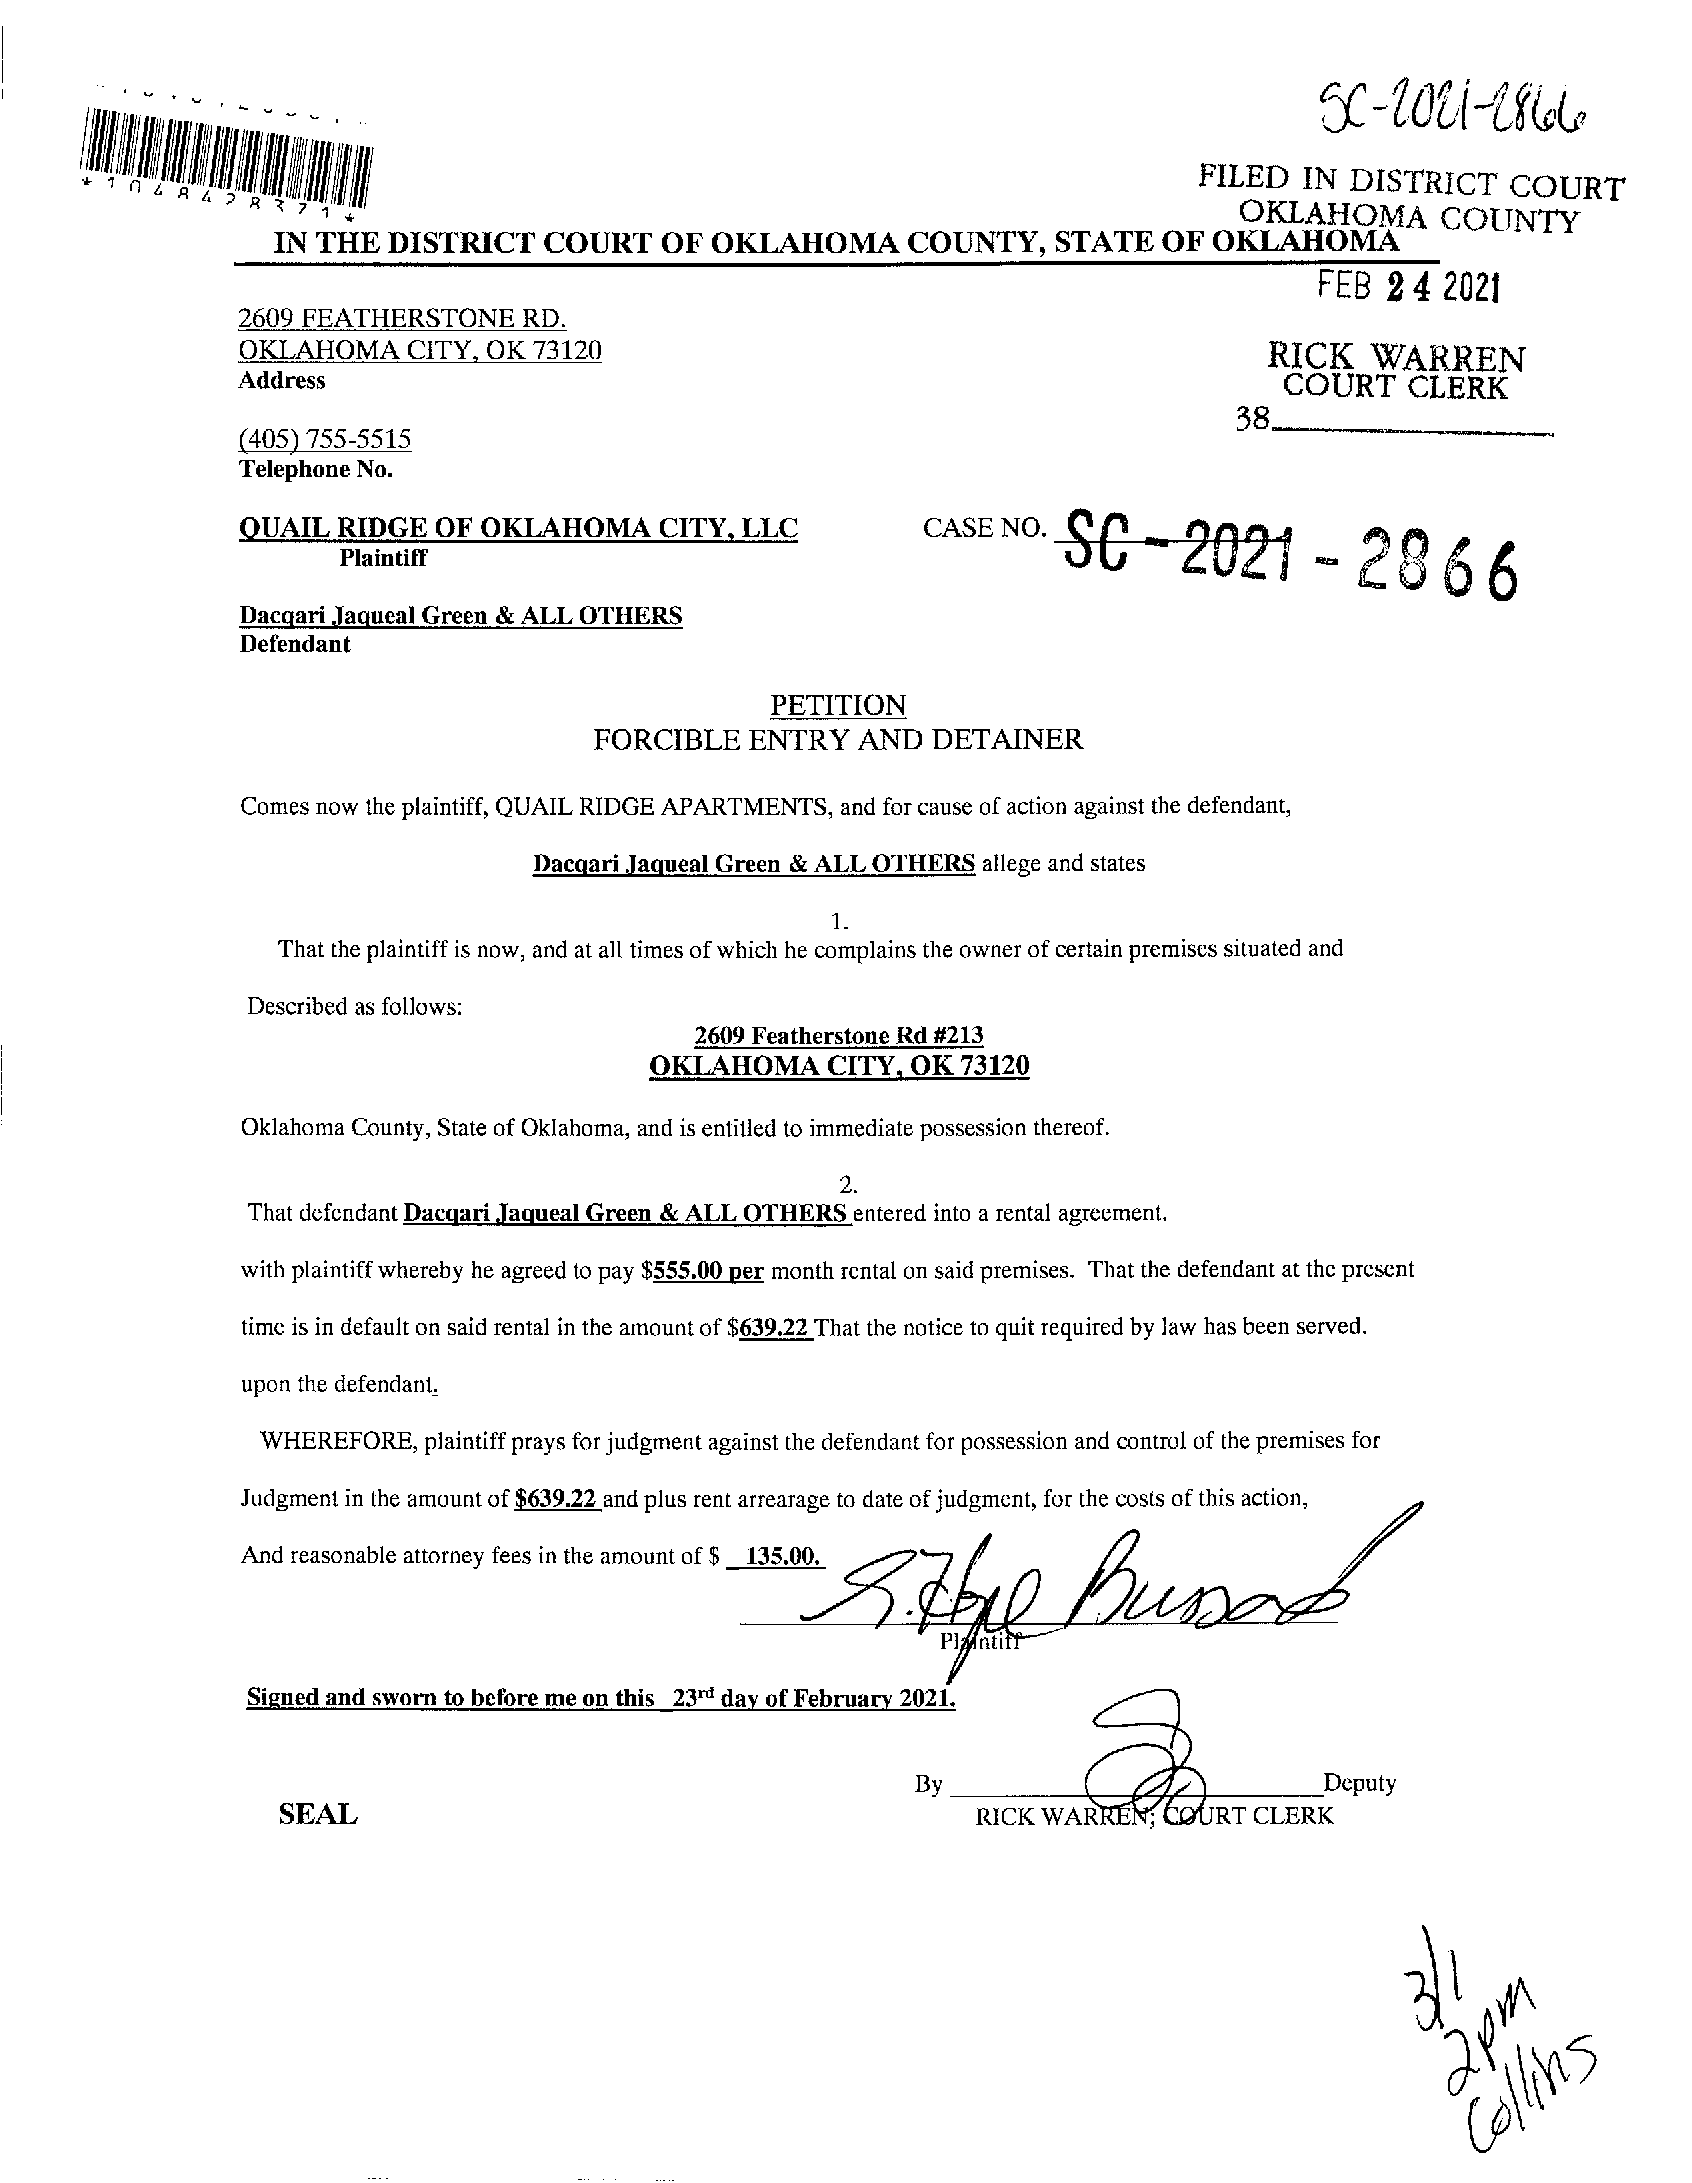 SC-2021-2866
*1048428371*
FILED IN DISTRICT COURT
OKLAHOMA COUNTY
IN THE DISTRICT COURT OF OKLAHOMA COUNTY, STATE OF OKLAHOMA
FEB 24 2021
2609 FEATHERSTONE RD.
OKLAHOMA CITY, OK 73120
Address
RICK WARREN
COURT CLERK
38
(405) 755-5515
Telephone No.
QUAIL RIDGE OF OKLAHOMA CITY, LLC
Plaintiff
CASE NO. SC-2021-2866
Dacqari Jaqueal Green & ALL OTHERS
Defendant
PETITION
FORCIBLE ENTRY AND DETAINER
Comes now the plaintiff, QUAIL RIDGE APARTMENTS, and for cause of action against the defendant,
Dacqari Jaqueal Green & ALL OTHERS allege and states
1.
That the plaintiff is now, and at all times of which he complains the owner of certain premises situated and
Described as follows:
2609 Featherstone Rd #213
OKLAHOMA CITY, OK 73120
Oklahoma County, State of Oklahoma, and is entitled to immediate possession thereof.
2.
That defendant Dacqari Jaqueal Green & ALL OTHERS entered into a rental agreement.
with plaintiff whereby he agreed to pay $555.00 per month rental on said premises. That the defendant at the present
time is in default on said rental in the amount of $639.22 That the notice to quit required by law has been served.
upon the defendant.
WHEREFORE, plaintiff prays for judgment against the defendant for possession and control of the premises for
Judgment in the amount of $639.22 and plus rent arrearage to date of judgment, for the costs of this action,
And reasonable attorney fees in the amount of $ 135.00.
Hope
Plaintiff
Signed and sworn to before me on this 23rd day of February 2021.
By Deputy
SEAL
RICK WARREN; COURT CLERK
3/1
2pm
Collins